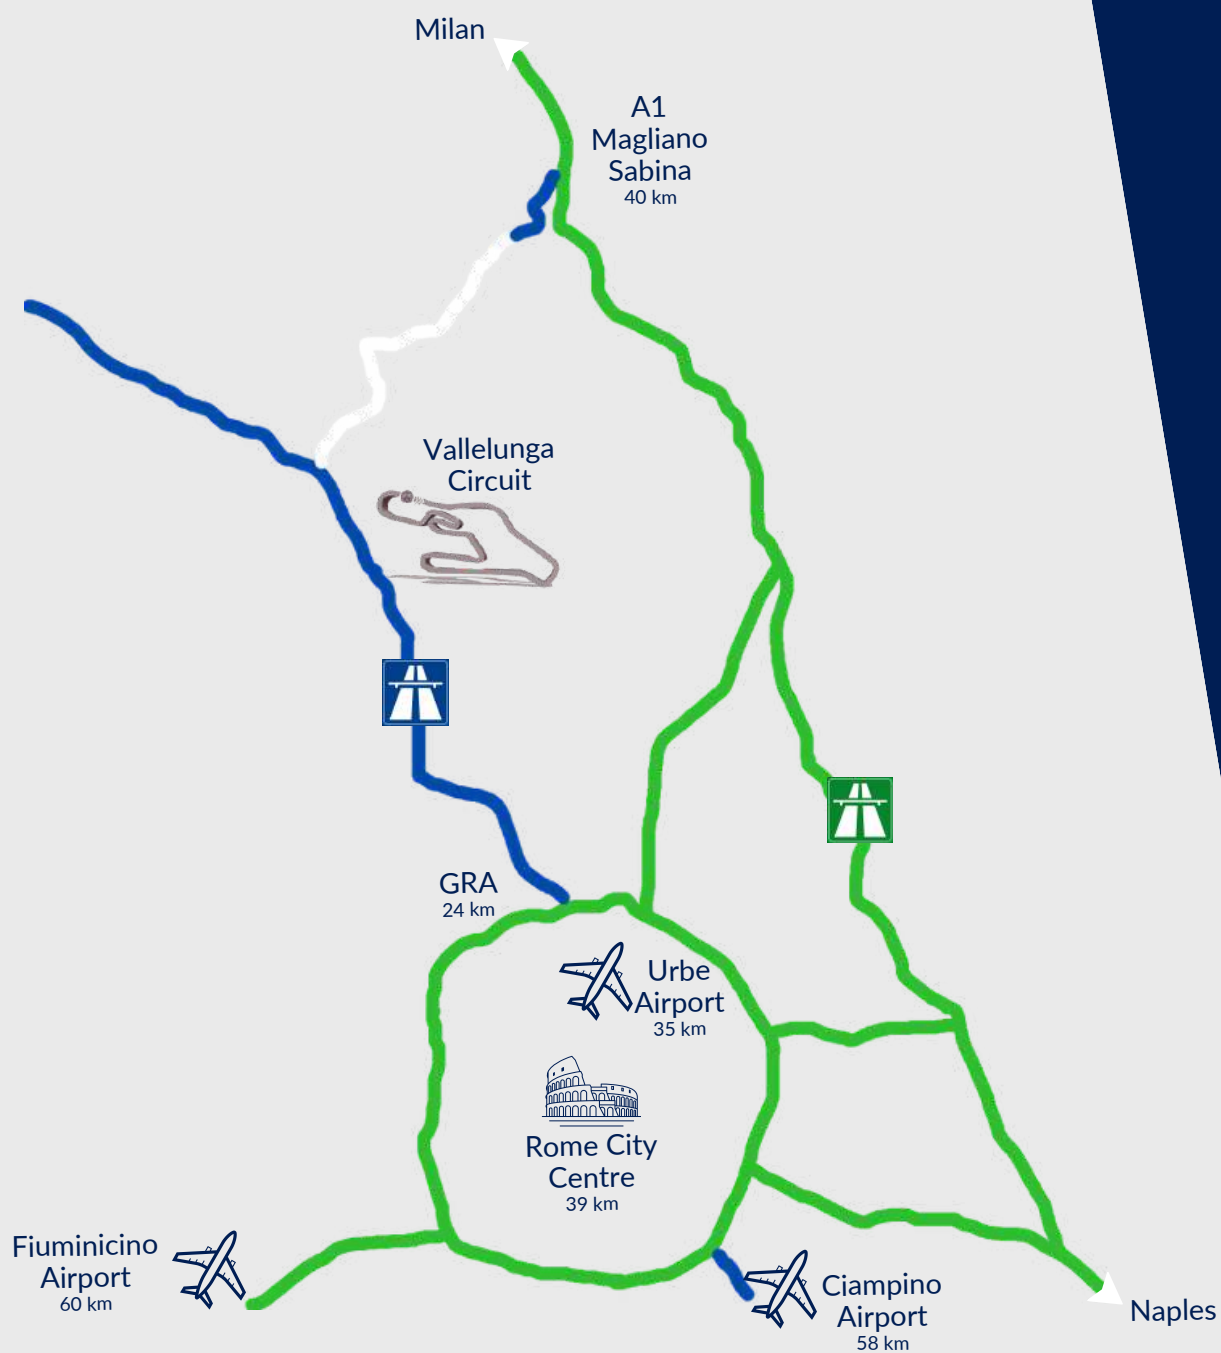 Milan
A1
Magliano
Sabina
40 km
Vallelunga
Circuit
GRA
24 km
Urbe
Airport
35 km
Rome City
Centre
39 km
Fiuminicino
Airport
60 km
Ciampino
Airport
58 km
Naples